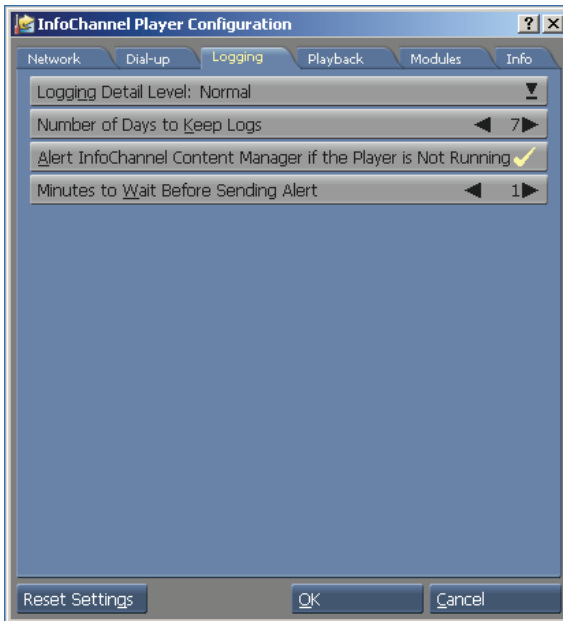 InfoChannel Player Configuration
Network Dial-up Logging Playback Modules Info
Logging Detail Level: Normal
Number of Days to Keep Logs 7
Alert InfoChannel Content Manager if the Player is Not Running
Minutes to Wait Before Sending Alert 1
Reset Settings OK Cancel